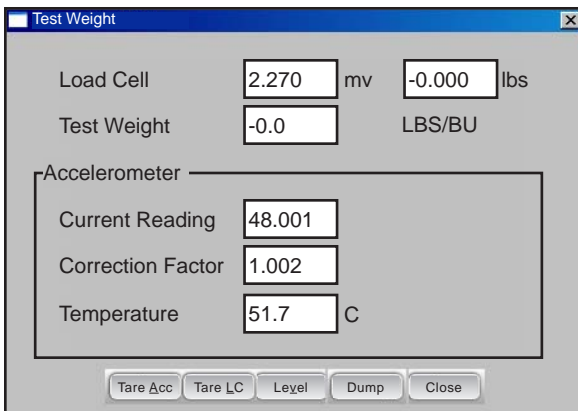 Test Weight
Load Cell 2.270 mv -0.000 lbs
Test Weight -0.0 LBS/BU
Accelerometer
Current Reading 48.001
Correction Factor 1.002
Temperature 51.7 C
Tare Acc Tare LC Level Dump Close